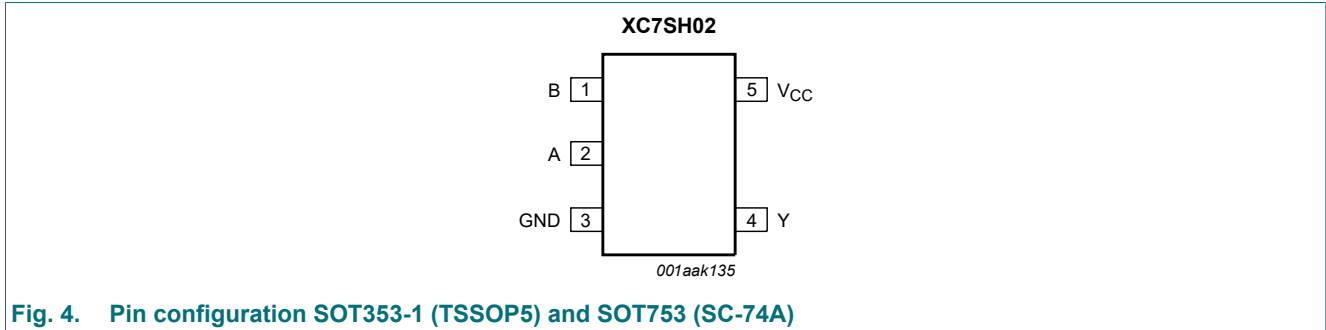 XC7SH02
B 1 5 VCC
A 2
GND 3 4 Y
001aak135
Fig. 4. Pin configuration SOT353-1 (TSSOP5) and SOT753 (SC-74A)